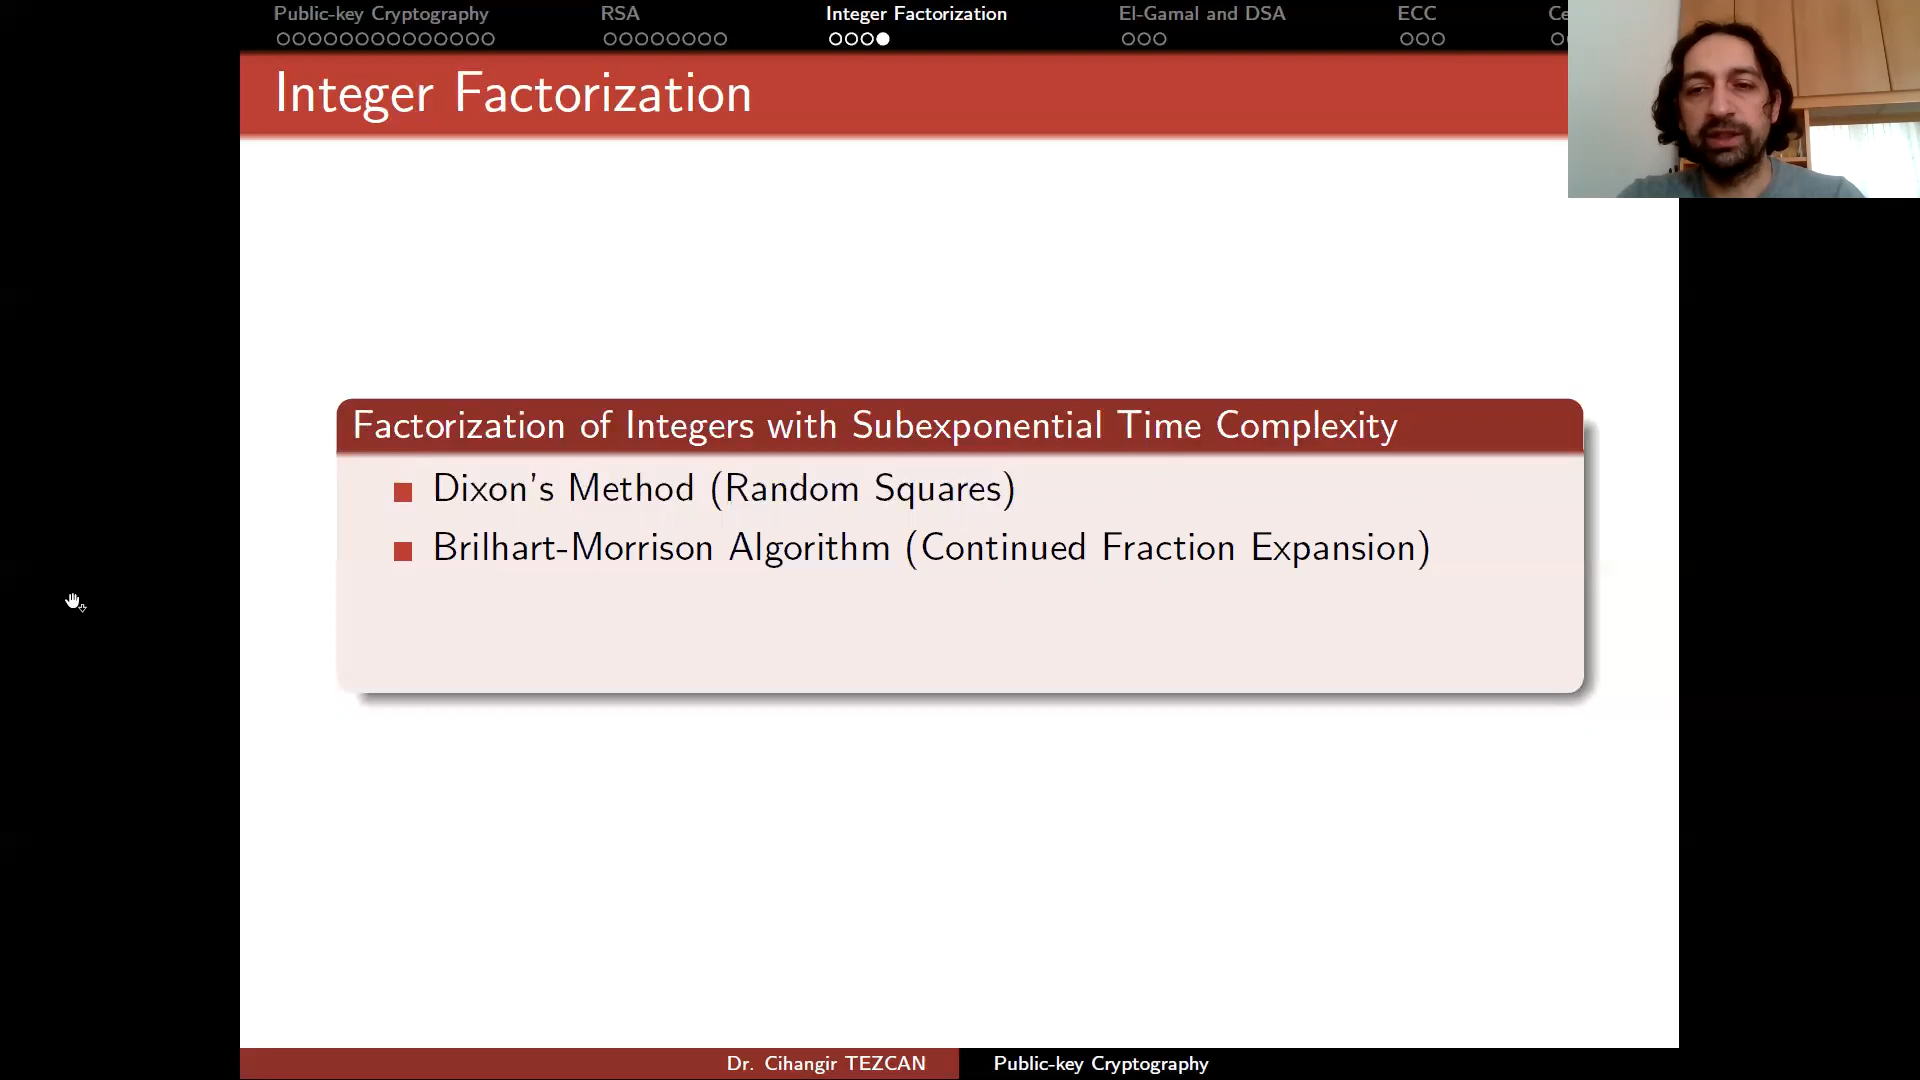 Public-key Cryptography
RSA
Integer Factorization
El-Gamal and DSA
ECC
Ce
Integer Factorization
Factorization of Integers with Subexponential Time Complexity
Dixon's Method (Random Squares)
Brilhart-Morrison Algorithm (Continued Fraction Expansion)
Dr. Cihangir TEZCAN
Public-key Cryptography